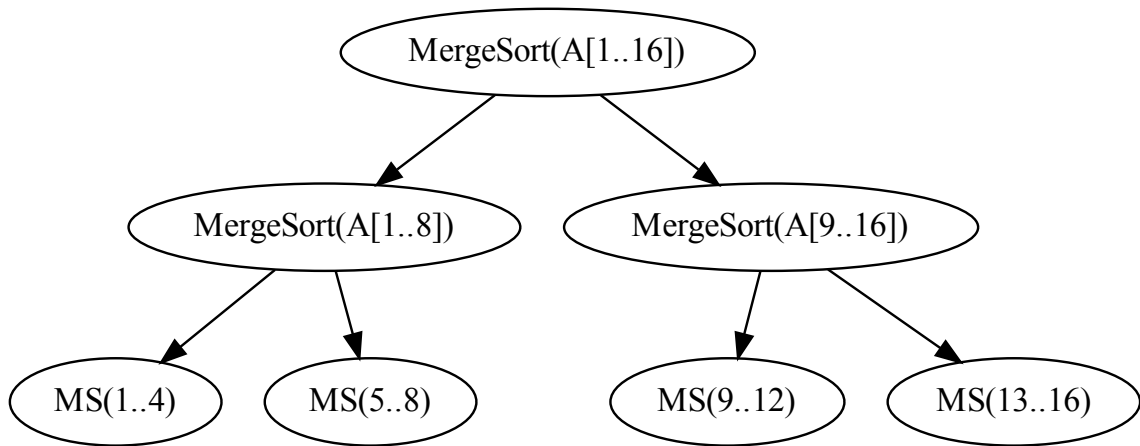 MergeSort(A[1..16])
MergeSort(A[1..8])
MergeSort(A[9..16])
MS(1..4)
MS(5..8)
MS(9..12)
MS(13..16)